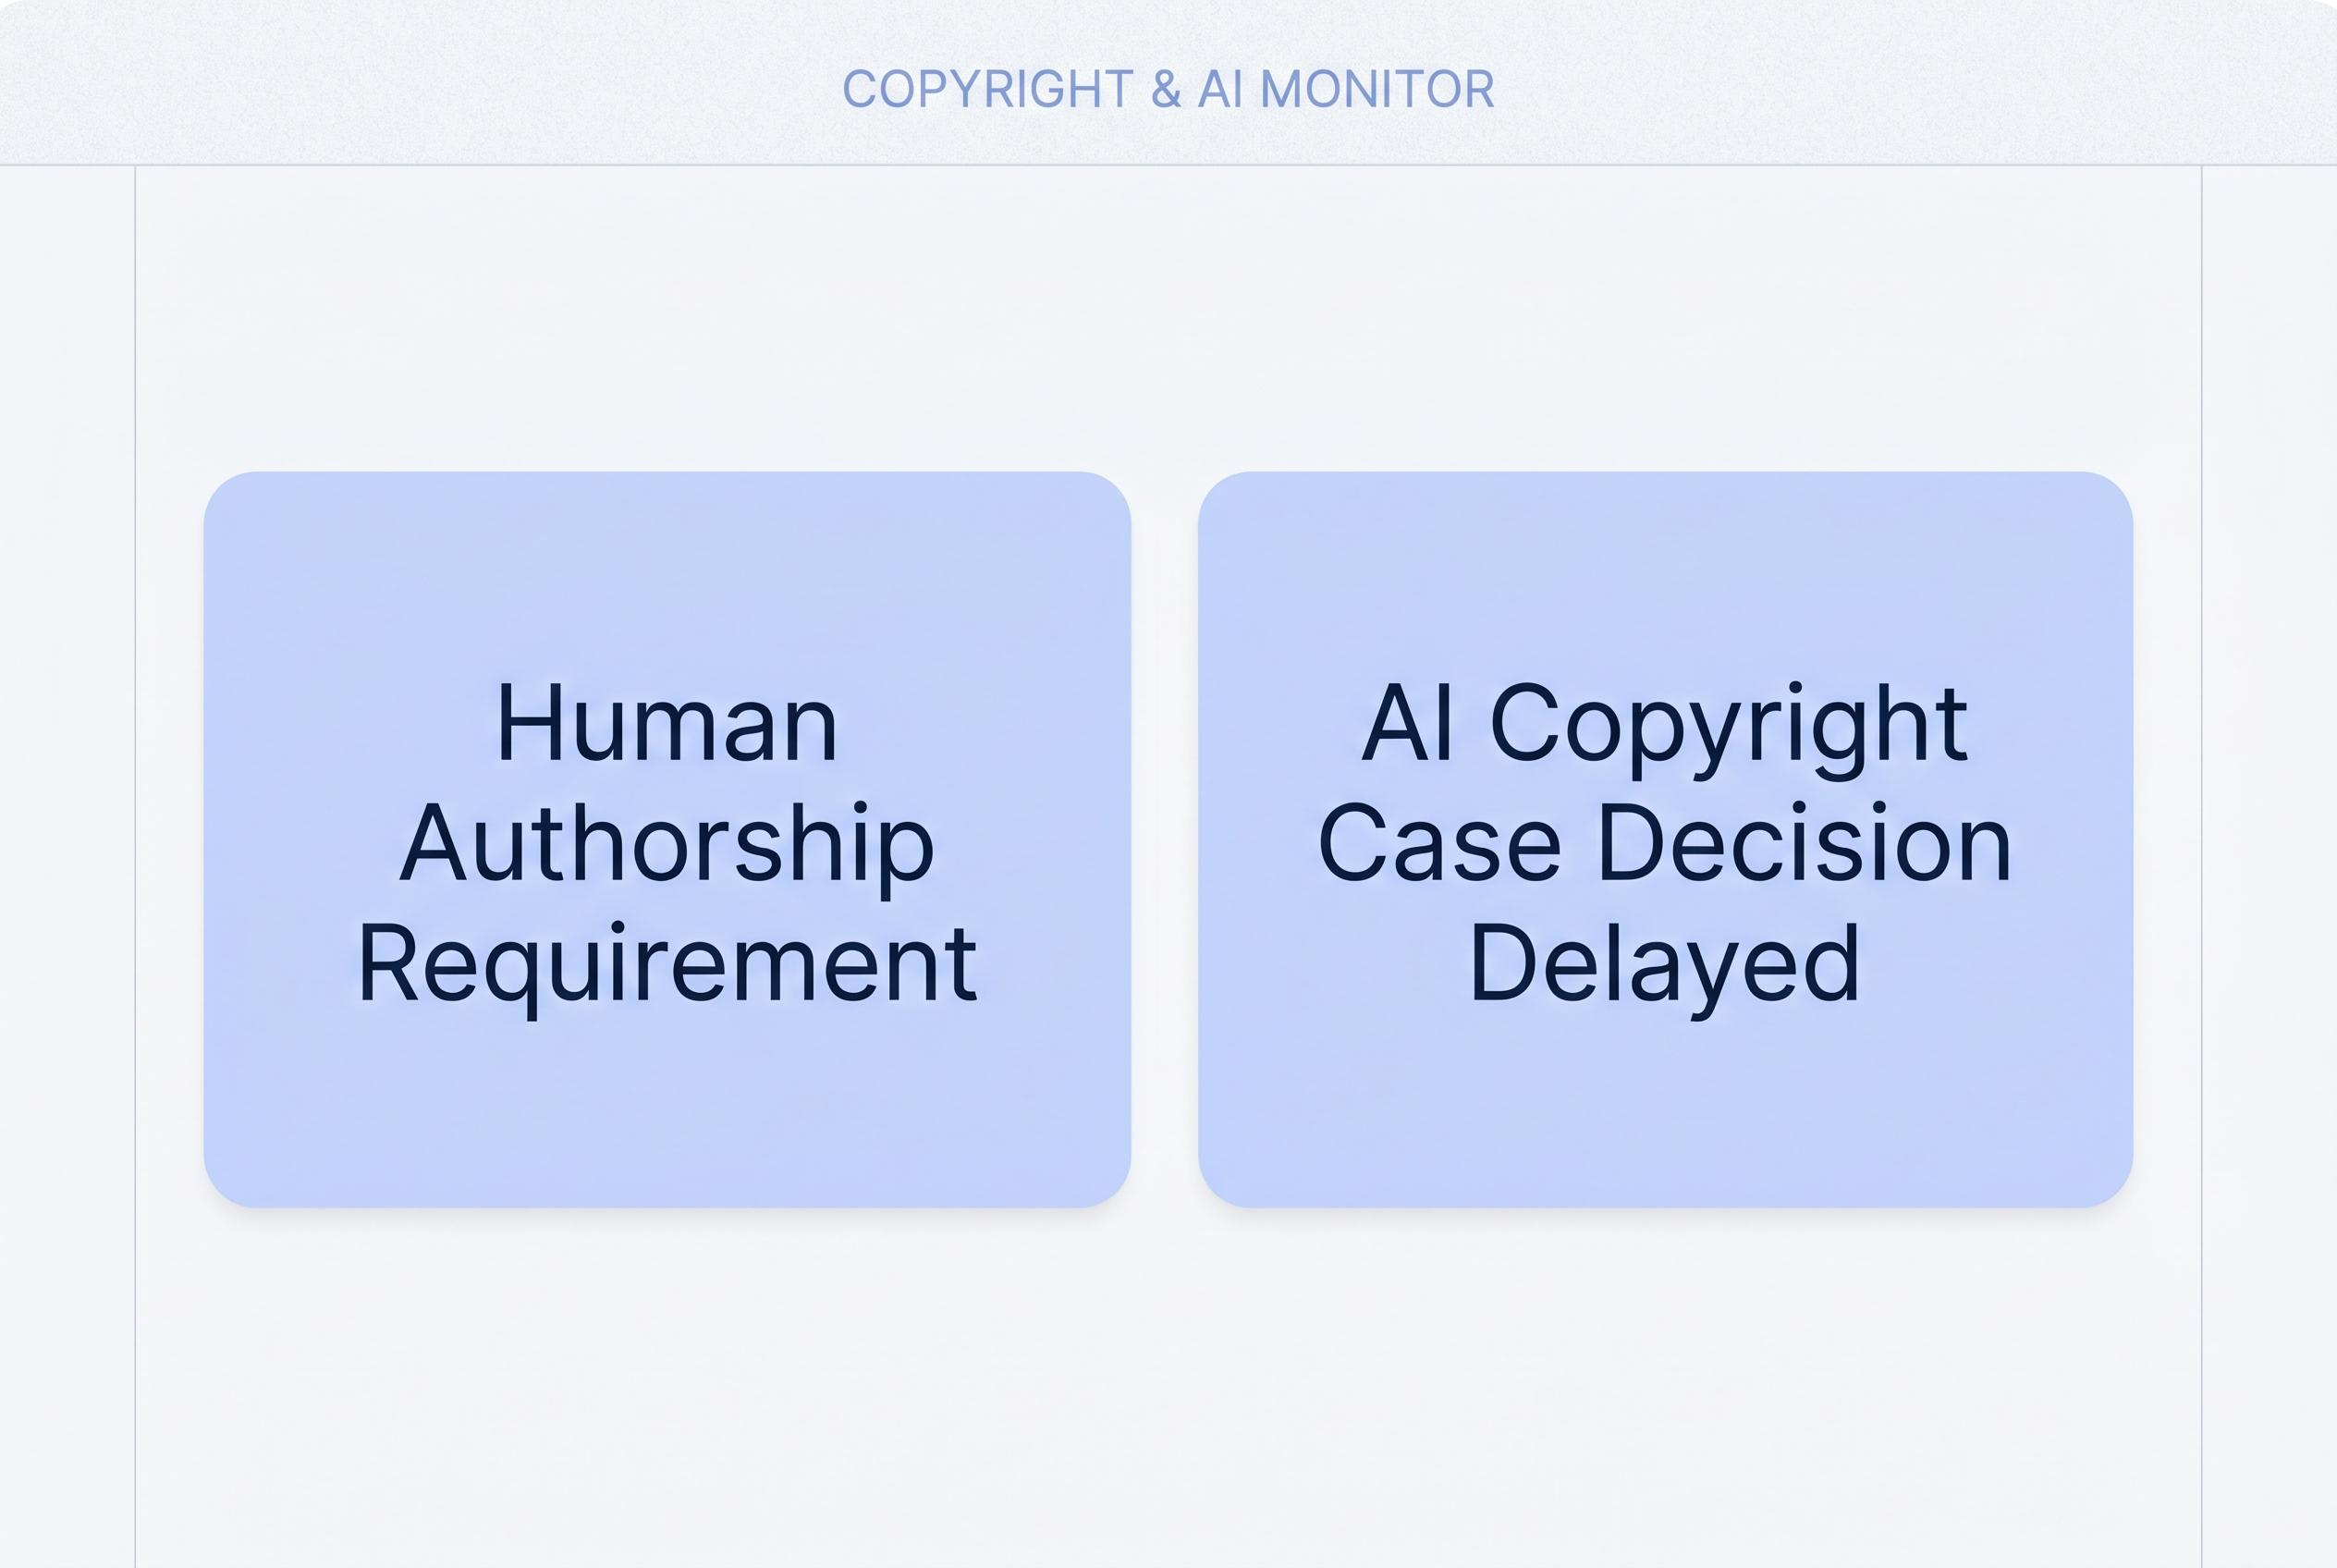 COPYRIGHT & AI MONITOR
Human
Authorship
Requirement
AI Copyright
Case Decision
Delayed